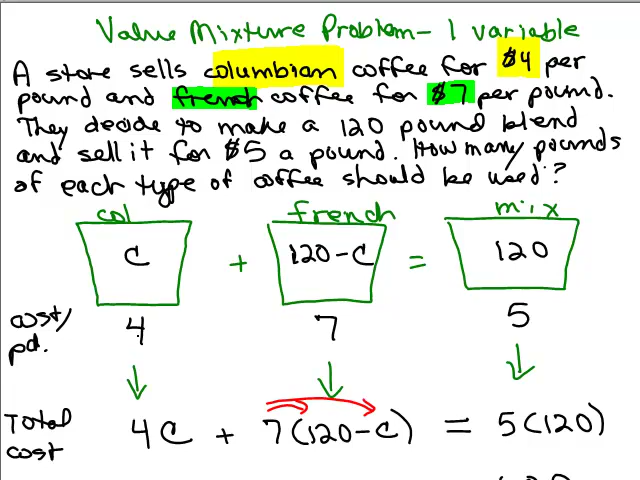 Value Mixture Problem - 1 variable
A store sells columbian coffee for $4 per
pound and french coffee for $7 per pound.
They decide to make a 120 pound blend
and sell it for $5 a pound. How many pounds
of each type of coffee should be used?
col french mix
C + 120-C = 120
cost/ pd. 4 7 5
Total cost 4C + 7(120-C) = 5(120)